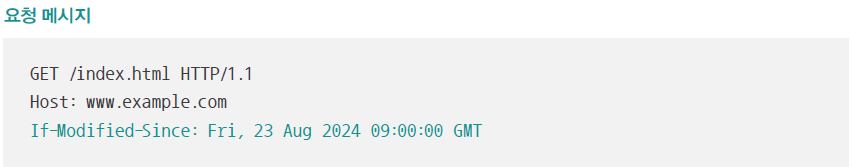 요청 메시지
GET /index.html HTTP/1.1
Host: www.example.com
If-Modified-Since: Fri, 23 Aug 2024 09:00:00 GMT